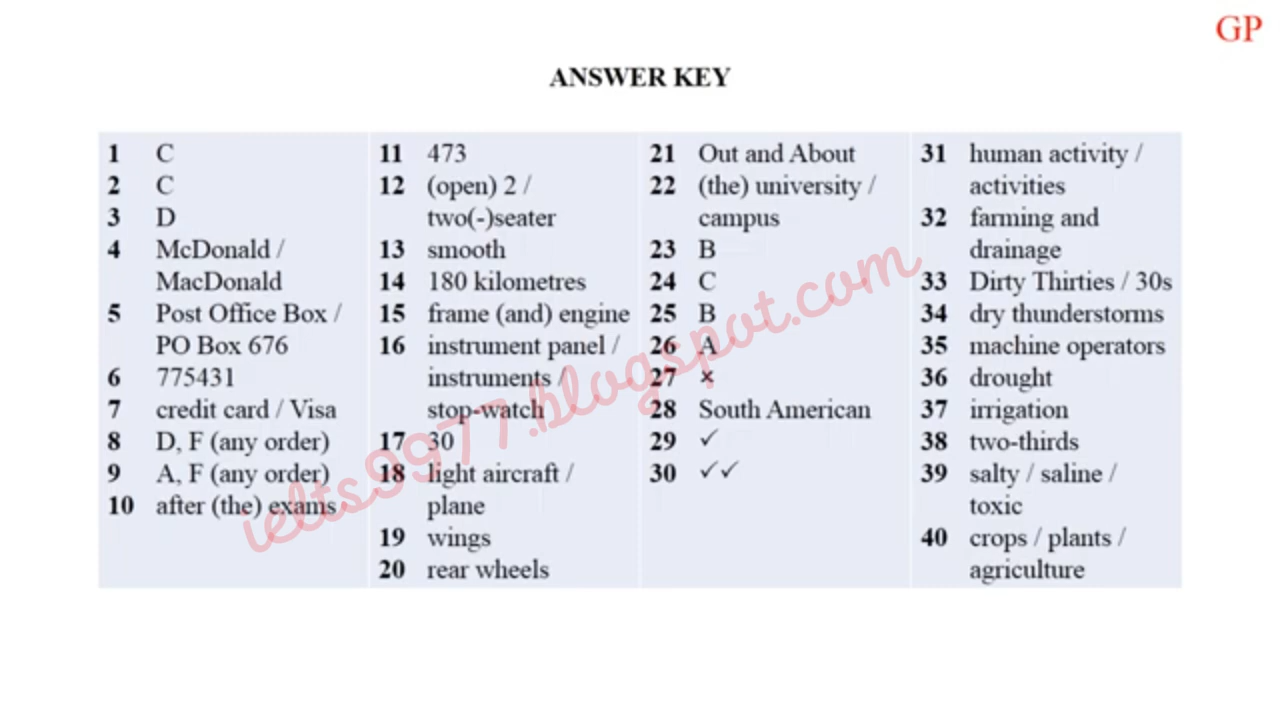 GP
ANSWER KEY
1 C
2 C
3 D
4 McDonald /
MacDonald
5 Post Office Box /
PO Box 676
6 775431
7 credit card / Visa
8 D, F (any order)
9 A, F (any order)
10 after (the) exams
11 473
12 (open) 2 /
two(-)seater
13 smooth
14 180 kilometres
15 frame (and) engine
16 instrument panel /
instruments /
stop-watch
17 30
18 light aircraft /
plane
19 wings
20 rear wheels
21 Out and About
22 (the) university /
campus
23 B
24 C
25 B
26 A
27 ×
28 South American
29 ✓
30 ✓✓
31 human activity /
activities
32 farming and
drainage
33 Dirty Thirties / 30s
34 dry thunderstorms
35 machine operators
36 drought
37 irrigation
38 two-thirds
39 salty / saline /
toxic
40 crops / plants /
agriculture
ielts9977.blogspot.com